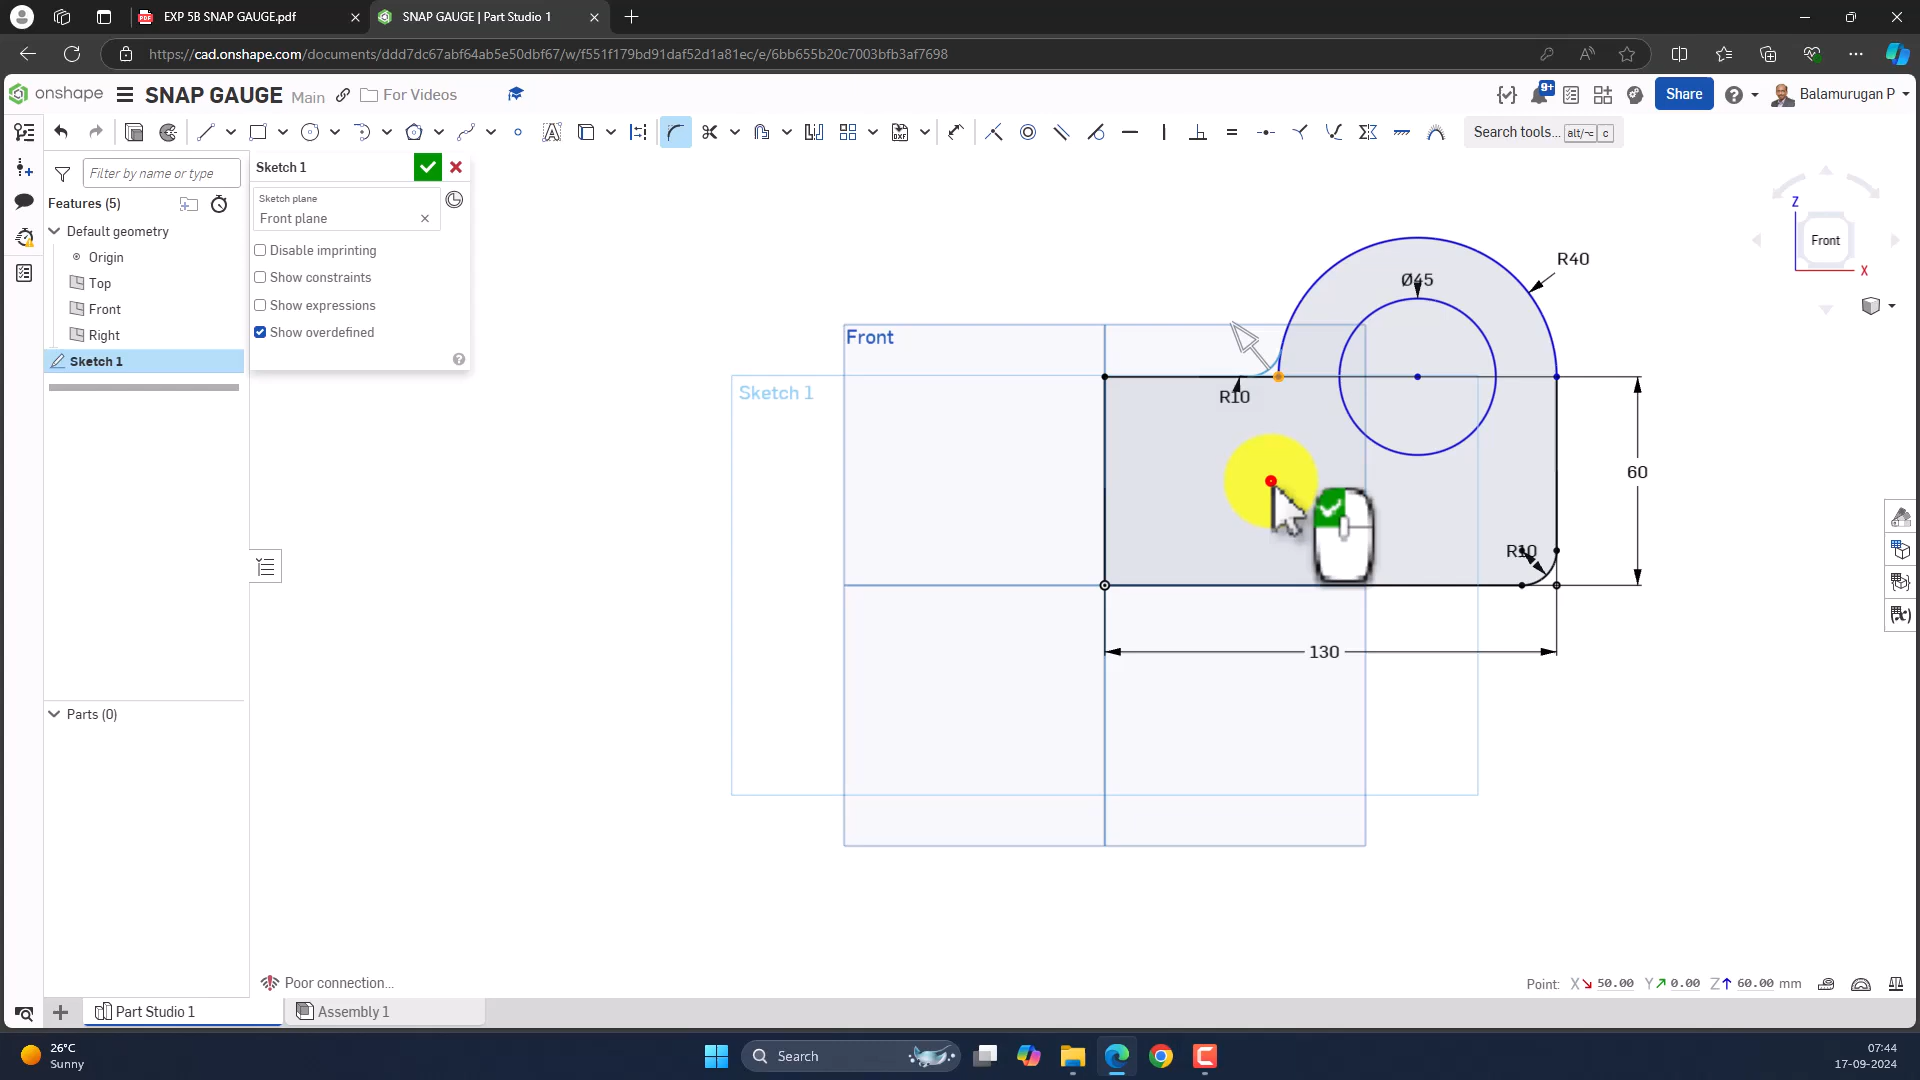 EXP 5B SNAP GAUGE.pdf
SNAP GAUGE | Part Studio 1
https://cad.onshape.com/documents/ddd7dc67abf64ab5e50dbf67/w/f551f179bd91daf52d1a81ec/e/6bb655b20c7003bfb3af7698
onshape
SNAP GAUGE Main For Videos
9+
Share
Balamurugan P
Search tools... alt/⌥ c
Sketch 1
Filter by name or type
Sketch plane
Front plane
Features (5)
Default geometry
Disable imprinting
Origin
Show constraints
Top
Show expressions
Front
Show overdefined
Right
Sketch 1
Front
Sketch 1
Z
Front
X
R40
Ø45
R10
60
R10
130
Parts (0)
Poor connection...
Point: X 50.00 Y 0.00 Z 60.00 mm
Part Studio 1
Assembly 1
26°C
Sunny
Search
07:44
17-09-2024